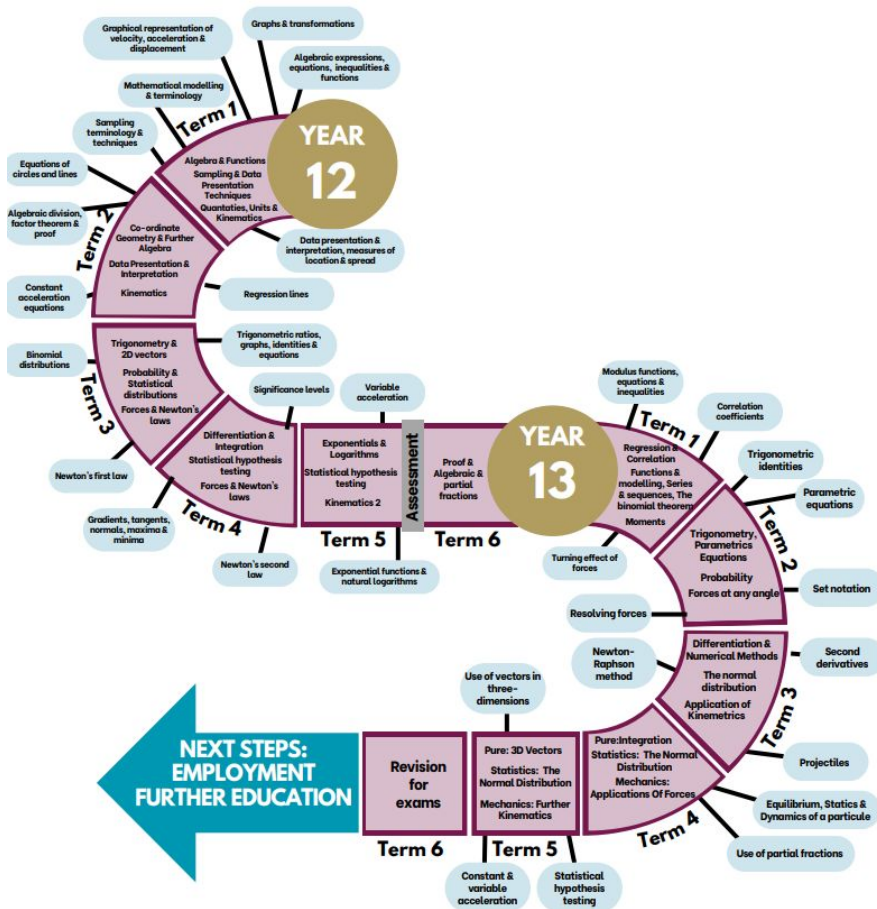 Graphical representation of
velocity, acceleration &
displacement
Graphs & transformations
Algebraic expressions,
equations, inequalities &
functions
Mathematical modelling
& terminology
Sampling
terminology &
techniques
Equations of
circles and lines
Algebraic division,
factor theorem &
proof
Constant
acceleration
equations
Term 1
YEAR
12
Algebra & Functions
Sampling & Data
Presentation
Techniques
Quantaties, Units &
Kinematics
Data presentation &
interpretation, measures of
location & spread
Term 2
Co-ordinate
Geometry & Further
Algebra
Data Presentation &
Interpretation
Kinematics
Regression lines
Binomial
distributions
Term 3
Trigonometry &
2D vectors
Probability &
Statistical
distributions
Forces & Newton's
laws
Trigonometric ratios,
graphs, identities &
equations
Newton's first law
Significance levels
Term 4
Differentiation &
Integration
Statistical hypothesis
testing
Forces & Newton's
laws
Gradients, tangents,
normals, maxima &
minima
Newton's second
law
Variable
acceleration
Exponentials &
Logarithms
Statistical hypothesis
testing
Kinematics 2
Term 5
Exponential functions &
natural logarithms
Assessment
Proof &
Algebraic &
partial
fractions
Term 6
YEAR
13
Modulus functions,
equations &
inequalities
Term 1
Correlation
coefficients
Regression &
Correlation
Functions &
modelling, Series
& sequences, The
binomial theorem
Moments
Turning effect of
forces
Trigonometric
identities
Parametric
equations
Term 2
Trigonometry,
Parametrics
Equations
Probability
Forces at any angle
Set notation
Resolving forces
Newton-
Raphson
method
Differentiation &
Numerical Methods
The normal
distribution
Application of
Kinemetrics
Second
derivatives
Term 3
Projectiles
Pure:Integration
Statistics: The Normal
Distribution
Mechanics:
Applications Of Forces
Term 4
Equilibrium, Statics &
Dynamics of a particule
Use of partial fractions
Use of vectors in
three-
dimensions
Pure: 3D Vectors
Statistics: The
Normal Distribution
Mechanics: Further
Kinematics
Term 5
Constant &
variable
acceleration
Statistical
hypothesis
testing
Revision
for
exams
Term 6
NEXT STEPS:
EMPLOYMENT
FURTHER EDUCATION